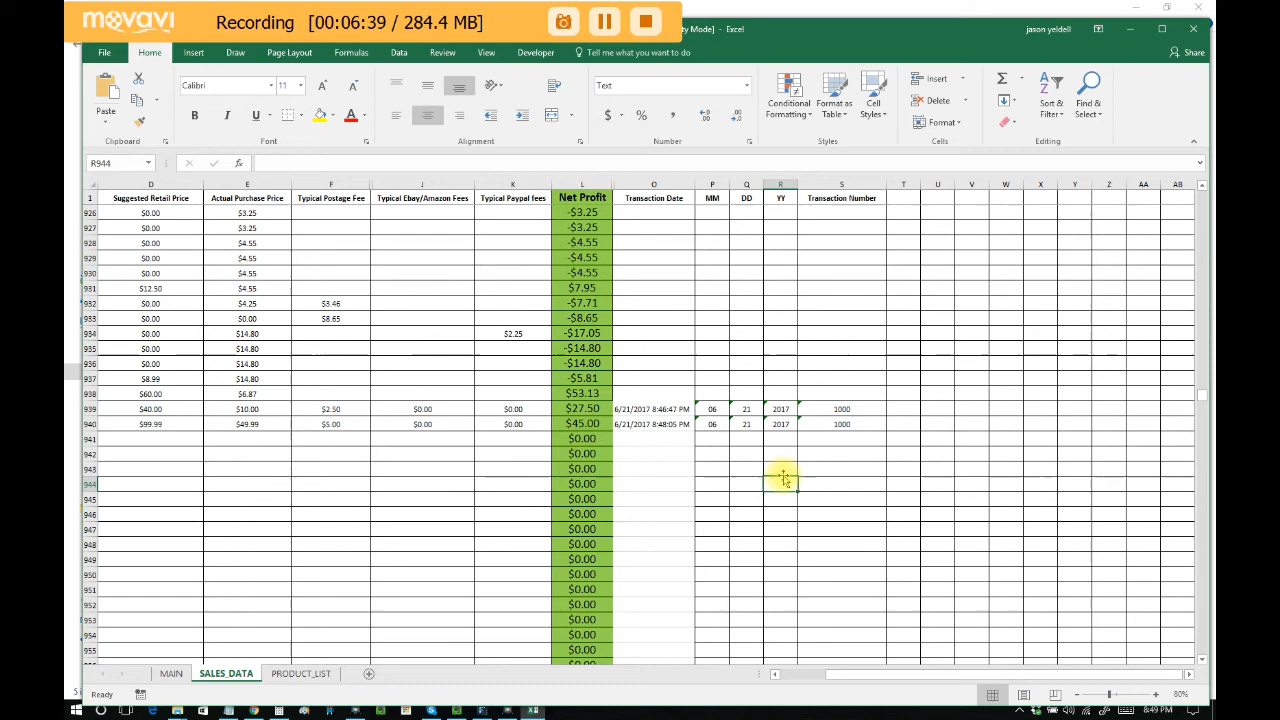 movavi Recording [00:06:39 / 284.4 MB]
ty Mode] - Excel jason yeldell
File Home Insert Draw Page Layout Formulas Data Review View Developer Tell me what you want to do Share
Calibri 11 Text Insert
Paste Conditional Formatting Format as Table Cell Styles Delete Sort & Filter Find & Select
B I U $ % , Format
Clipboard Font Alignment Number Styles Cells Editing
R944 fx
D E F J K L O P Q R S T U V W X Y Z AA AB
1 Suggested Retail Price Actual Purchase Price Typical Postage Fee Typical Ebay/Amazon Fees Typical Paypal fees Net Profit Transaction Date MM DD YY Transaction Number
926 $0.00 $3.25 -$3.25
927 $0.00 $3.25 -$3.25
928 $0.00 $4.55 -$4.55
929 $0.00 $4.55 -$4.55
930 $0.00 $4.55 -$4.55
931 $12.50 $4.55 $7.95
932 $0.00 $4.25 $3.46 -$7.71
933 $0.00 $0.00 $8.65 -$8.65
934 $0.00 $14.80 $2.25 -$17.05
935 $0.00 $14.80 -$14.80
936 $0.00 $14.80 -$14.80
937 $8.99 $14.80 -$5.81
938 $60.00 $6.87 $53.13
939 $40.00 $10.00 $2.50 $0.00 $0.00 $27.50 6/21/2017 8:46:47 PM 06 21 2017 1000
940 $99.99 $49.99 $5.00 $0.00 $0.00 $45.00 6/21/2017 8:48:05 PM 06 21 2017 1000
941 $0.00
942 $0.00
943 $0.00
944 $0.00
945 $0.00
946 $0.00
947 $0.00
948 $0.00
949 $0.00
950 $0.00
951 $0.00
952 $0.00
953 $0.00
954 $0.00
955 $0.00
MAIN SALES_DATA PRODUCT_LIST
Ready 80%
8:49 PM